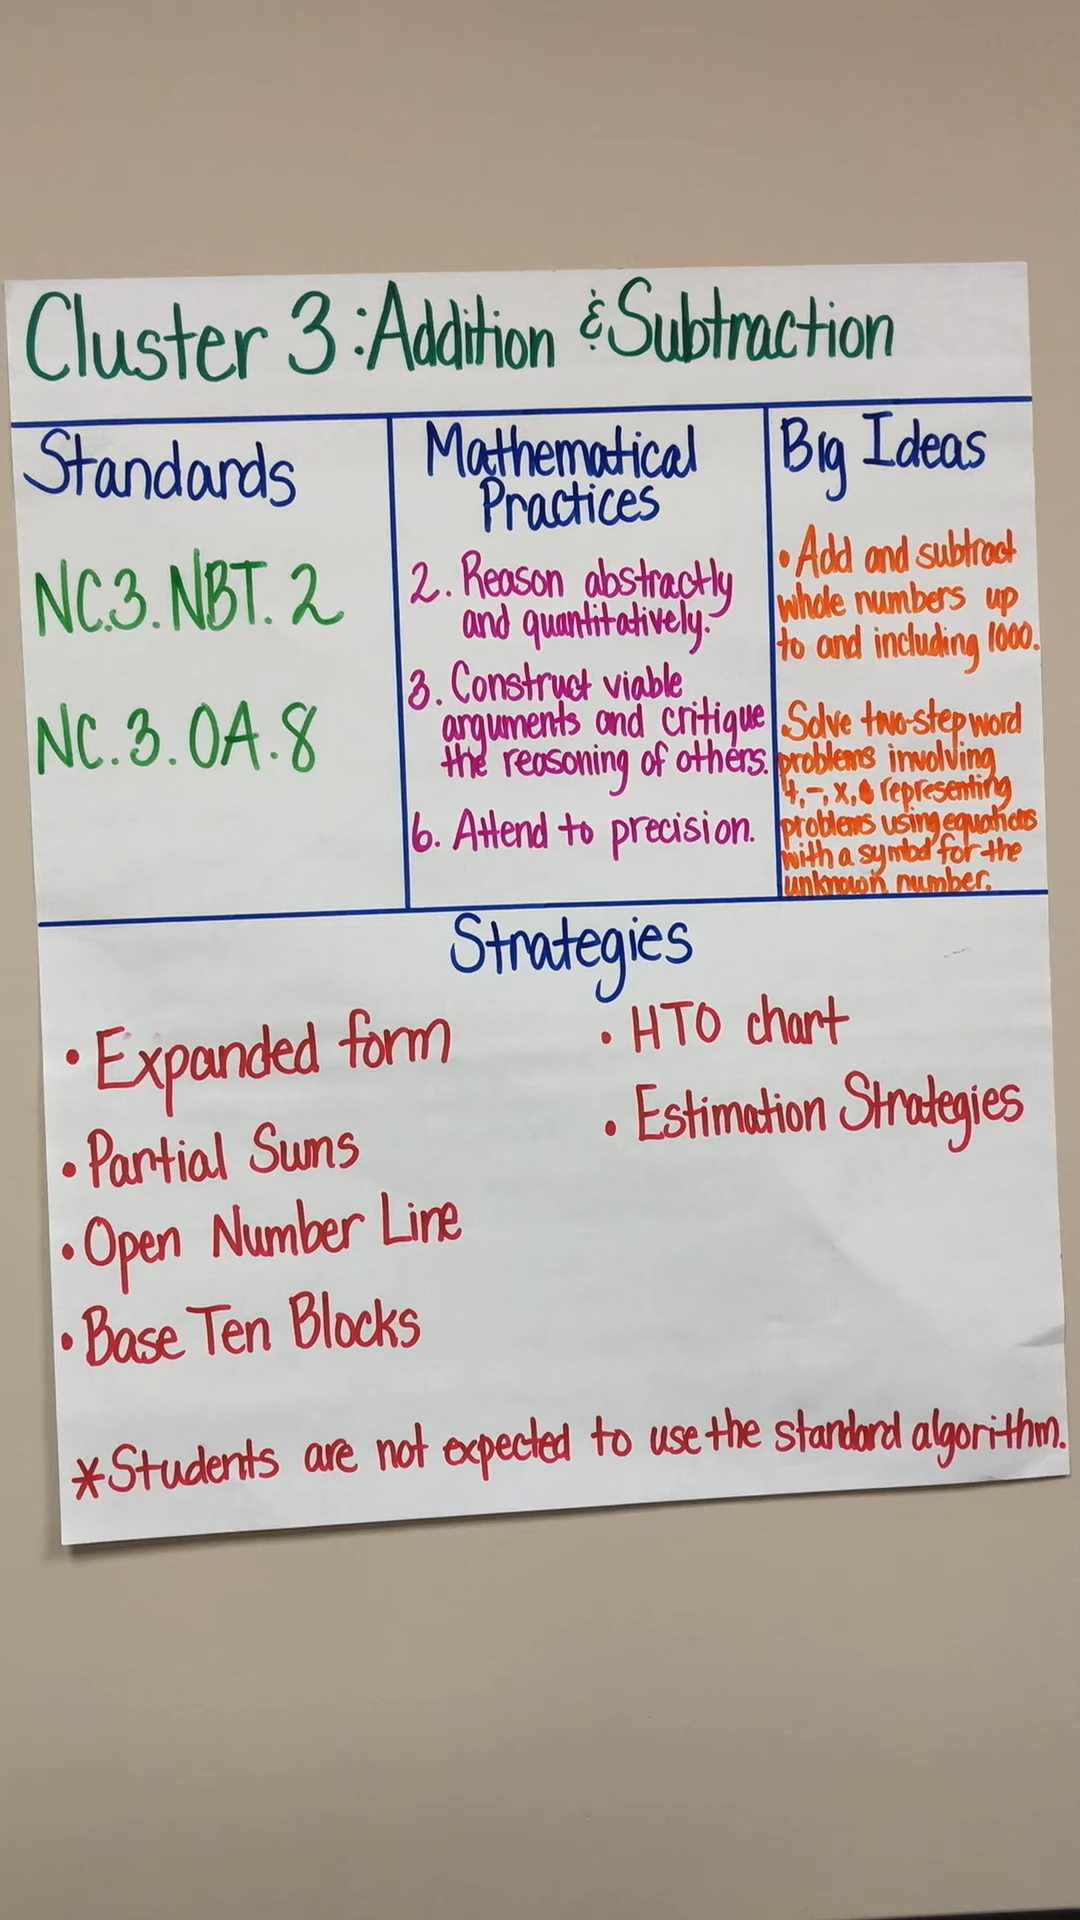 Cluster 3: Addition & Subtraction
Standards
NC.3.NBT.2
NC.3.OA.8
Mathematical
Practices
2. Reason abstractly
and quantitatively.
3. Construct viable
arguments and critique
the reasoning of others.
6. Attend to precision.
Big Ideas
• Add and subtract
whole numbers up
to and including 1000.
• Solve two-step word
problems involving
+, -, x, representing
problems using equations
with a symbol for the
unknown number.
Strategies
• Expanded form
• Partial Sums
• Open Number Line
• Base Ten Blocks
• HTO chart
• Estimation Strategies
*Students are not expected to use the standard algorithm.